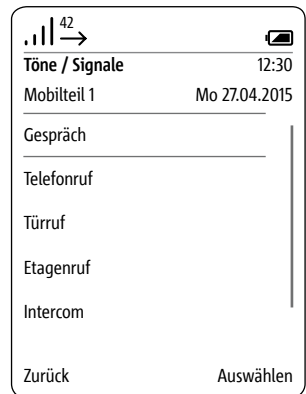 42
Töne / Signale 12:30
Mobilteil 1 Mo 27.04.2015
Gespräch
Telefonruf
Türruf
Etagenruf
Intercom
Zurück Auswählen